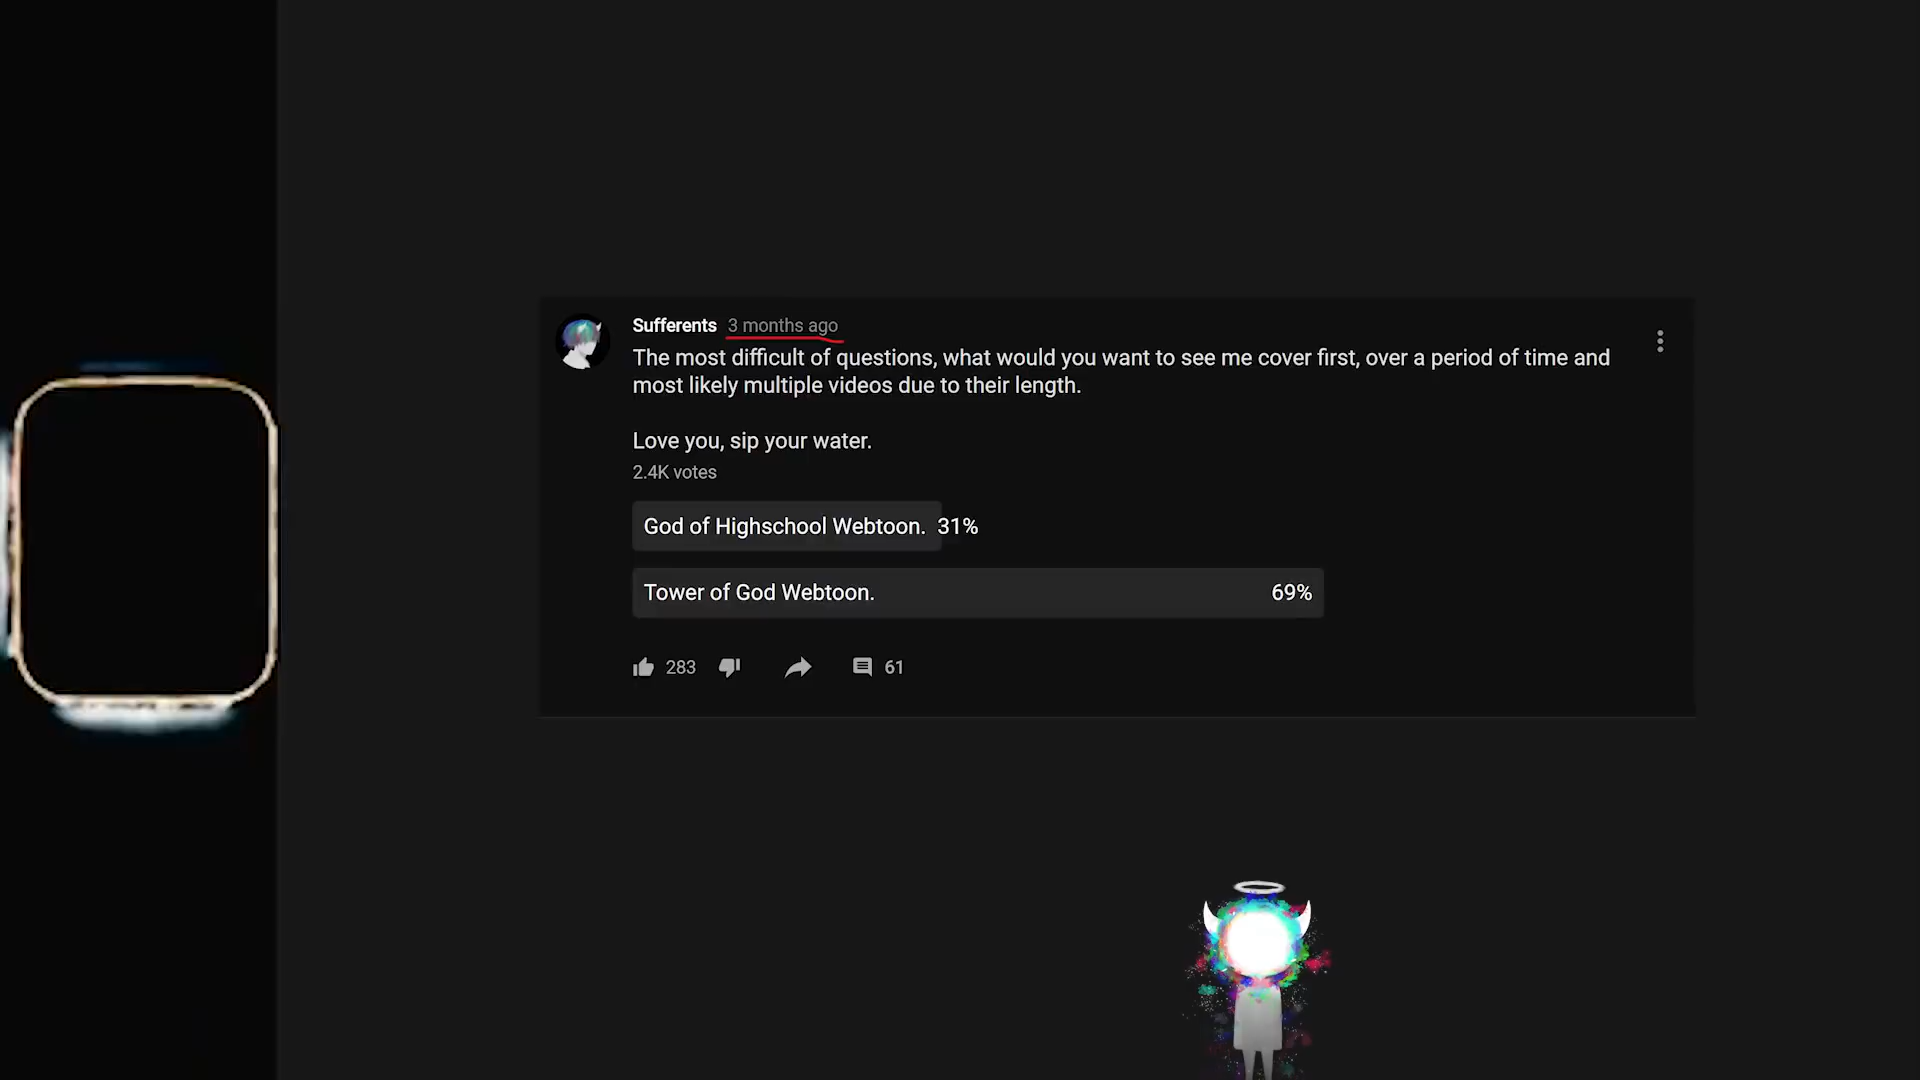 Sufferents 3 months ago
The most difficult of questions, what would you want to see me cover first, over a period of time and
most likely multiple videos due to their length.
Love you, sip your water.
2.4K votes
God of Highschool Webtoon. 31%
Tower of God Webtoon. 69%
283 61